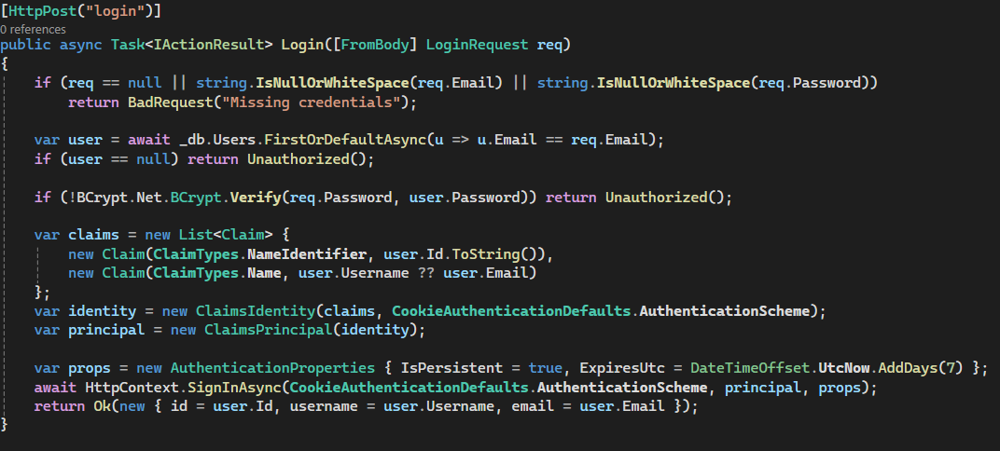 [HttpPost("login")]
0 references
public async Task<IActionResult> Login([FromBody] LoginRequest req)
{
if (req == null || string.IsNullOrWhiteSpace(req.Email) || string.IsNullOrWhiteSpace(req.Password))
return BadRequest("Missing credentials");
var user = await _db.Users.FirstOrDefaultAsync(u => u.Email == req.Email);
if (user == null) return Unauthorized();
if (!BCrypt.Net.BCrypt.Verify(req.Password, user.Password)) return Unauthorized();
var claims = new List<Claim> {
new Claim(ClaimTypes.NameIdentifier, user.Id.ToString()),
new Claim(ClaimTypes.Name, user.Username ?? user.Email)
};
var identity = new ClaimsIdentity(claims, CookieAuthenticationDefaults.AuthenticationScheme);
var principal = new ClaimsPrincipal(identity);
var props = new AuthenticationProperties { IsPersistent = true, ExpiresUtc = DateTimeOffset.UtcNow.AddDays(7) };
await HttpContext.SignInAsync(CookieAuthenticationDefaults.AuthenticationScheme, principal, props);
return Ok(new { id = user.Id, username = user.Username, email = user.Email });
}